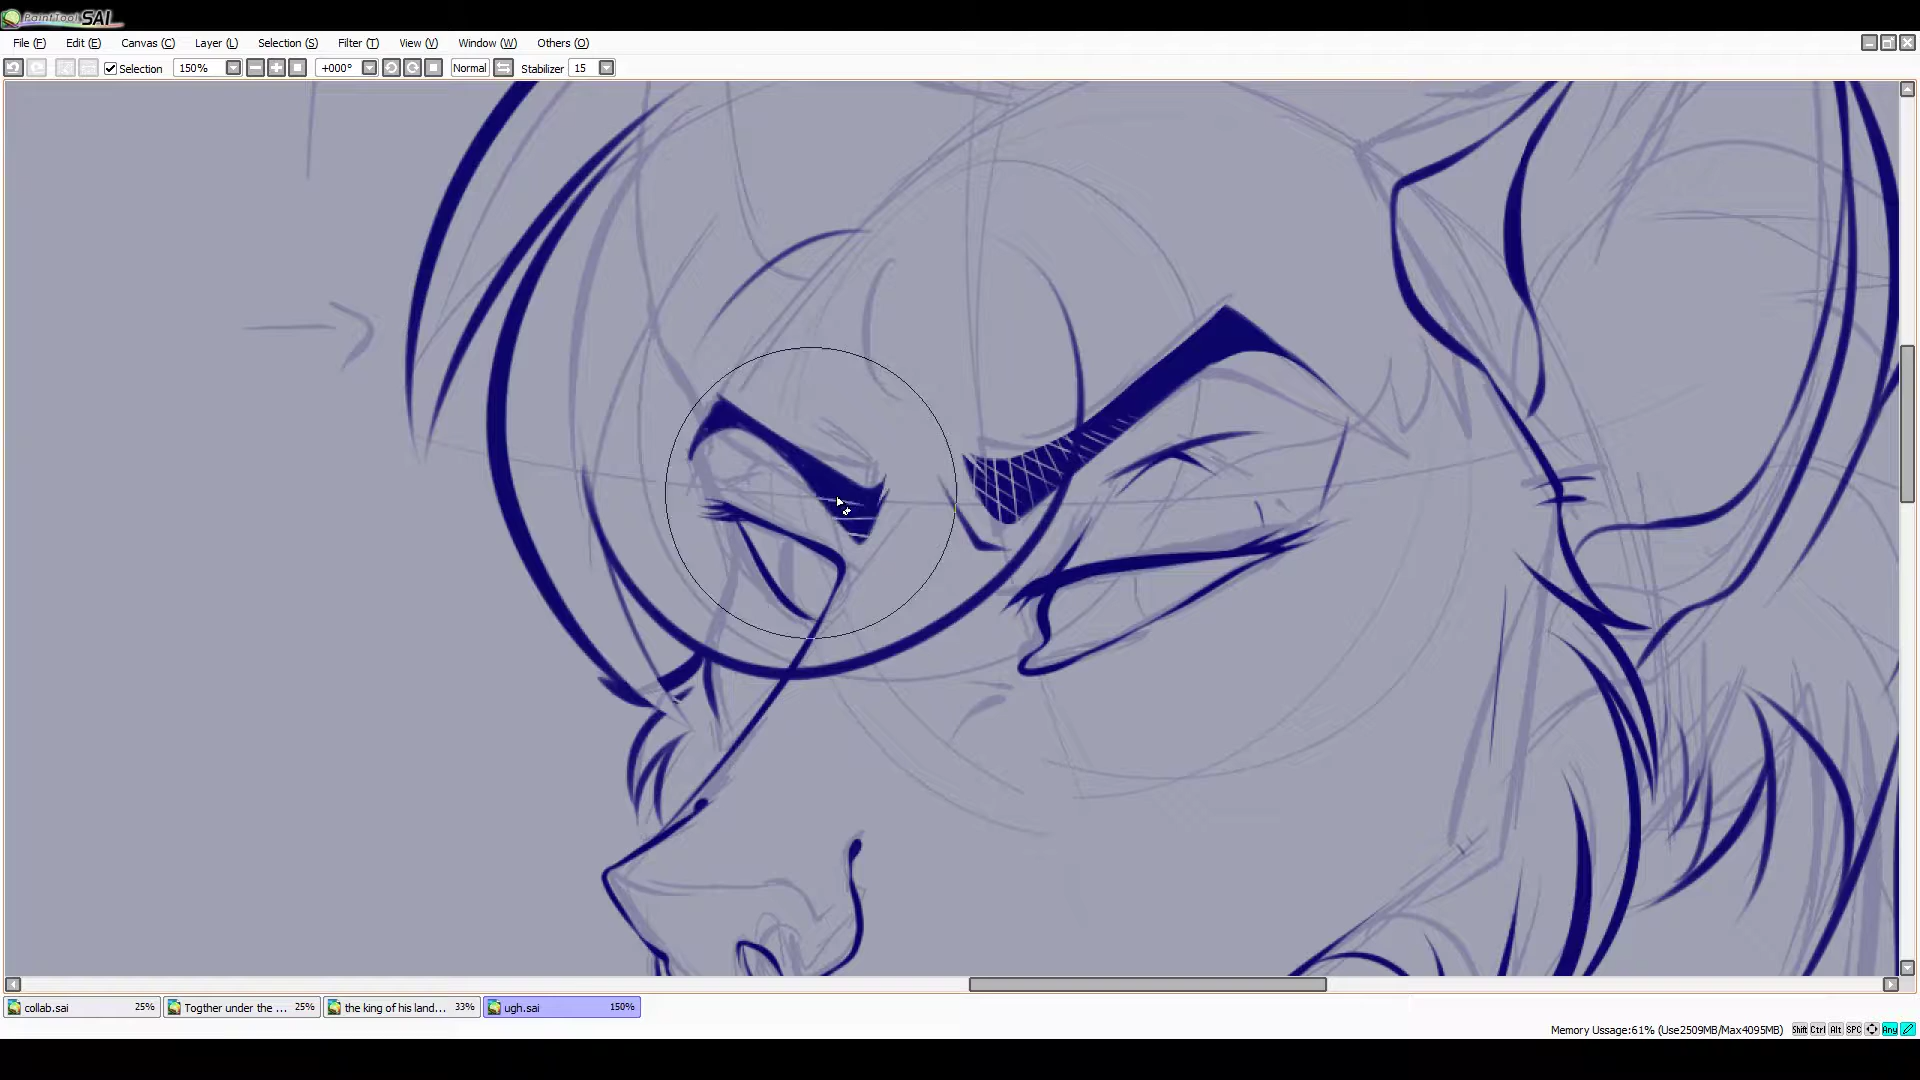 PaintTool SAI
File (F) Edit (E) Canvas (C) Layer (L) Selection (S) Filter (T) View (V) Window (W) Others (O)
Selection 150% +000° Normal Stabilizer 15
collab.sai 25% Togther under the ... 25% the king of his land... 33% ugh.sai 150%
Memory Ussage:61% (Use2509MB/Max4095MB) Shift Ctrl Alt SPC Any